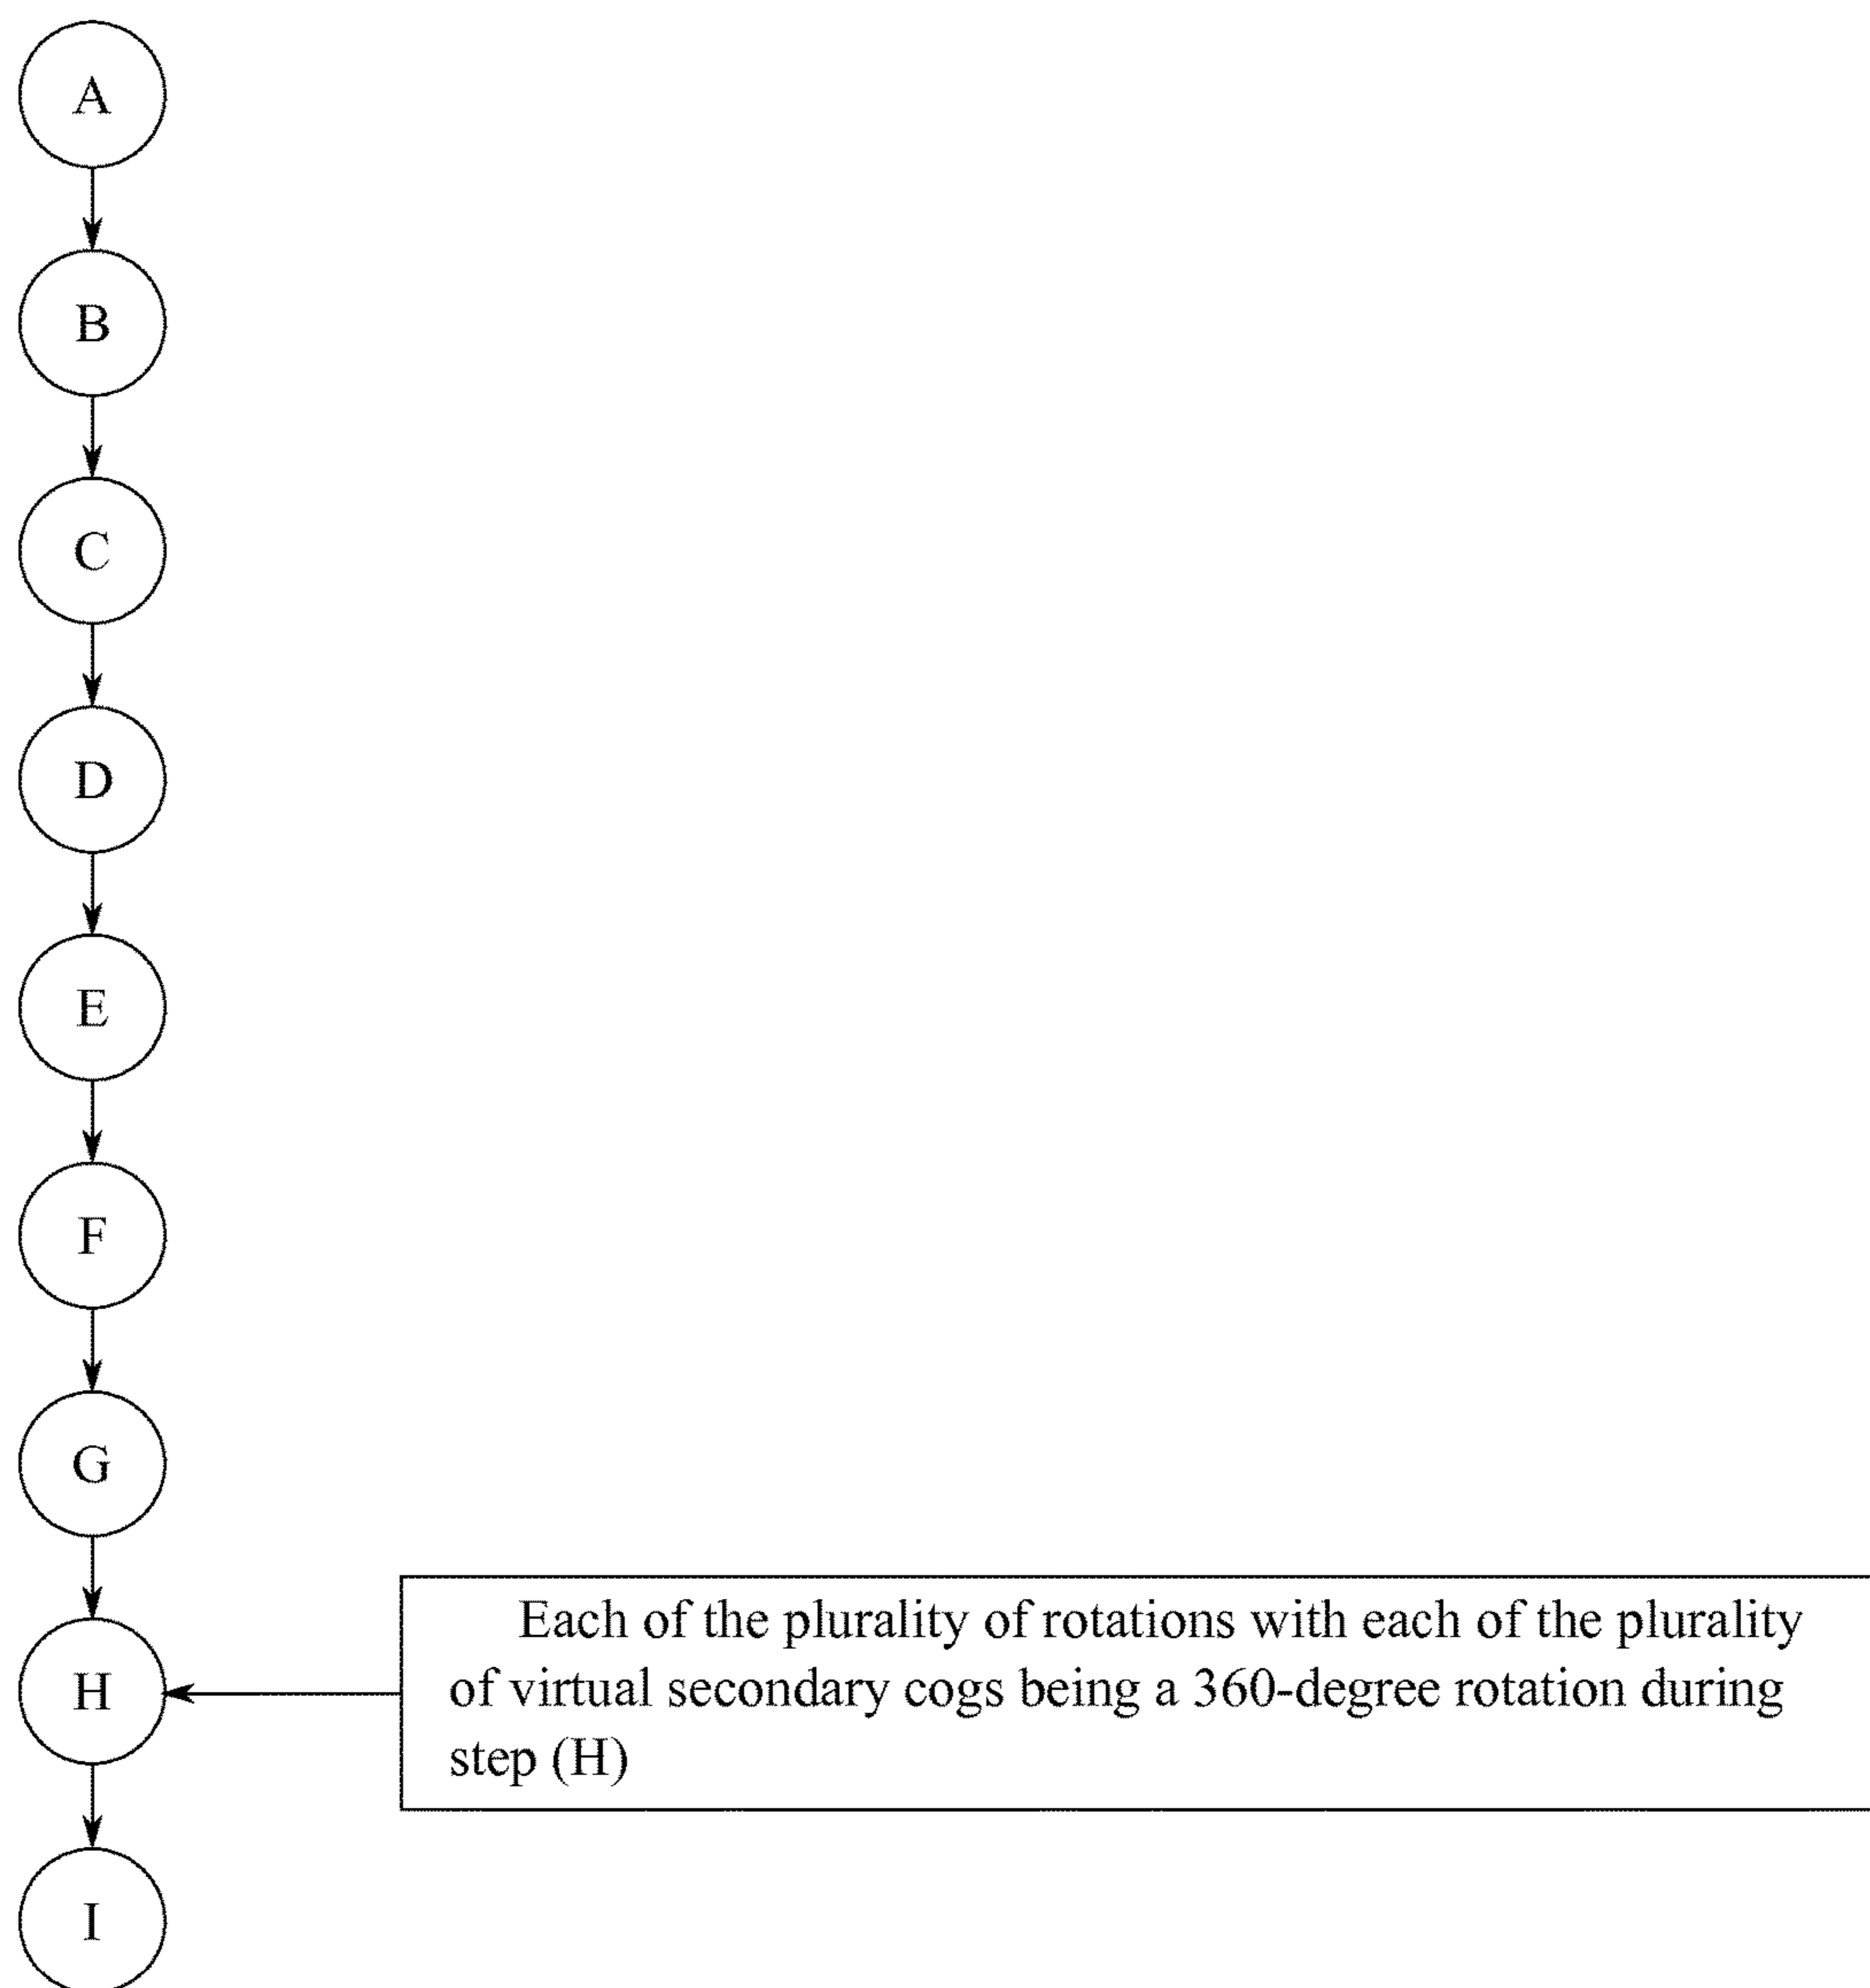 A
B
C
D
E
F
G
H
Each of the plurality of rotations with each of the plurality
of virtual secondary cogs being a 360-degree rotation during
step (H)
I